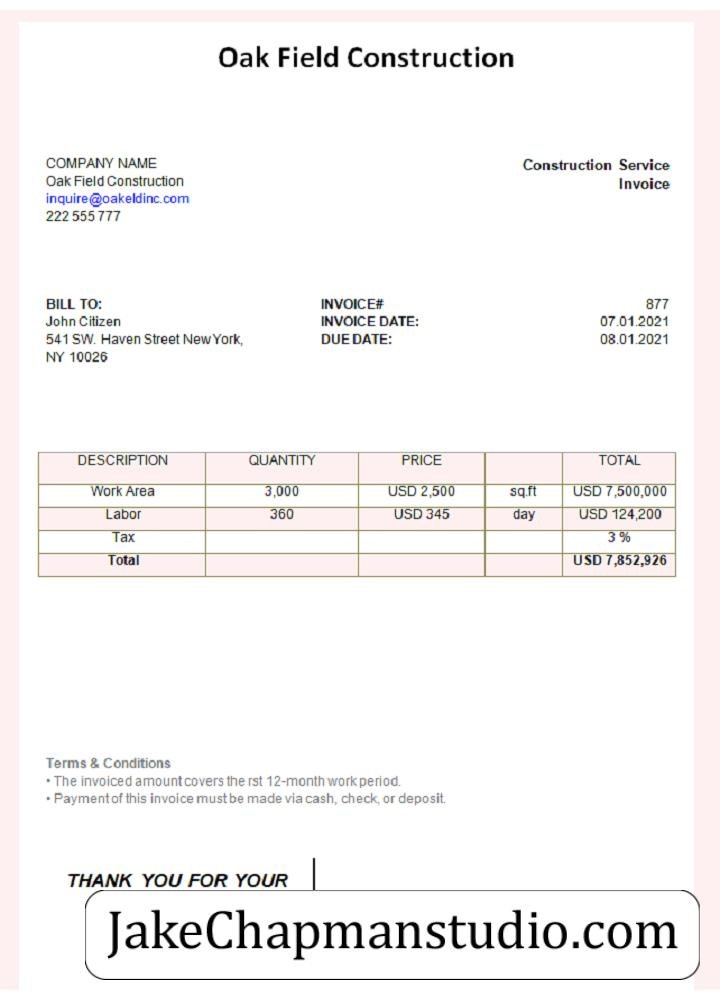 Oak Field Construction
COMPANY NAME
Oak Field Construction
inquire@oakeldinc.com
222 555 777
Construction Service
Invoice
BILL TO:
John Citizen
541 SW. Haven Street New York,
NY 10026
INVOICE# 877
INVOICE DATE: 07.01.2021
DUE DATE: 08.01.2021
DESCRIPTION QUANTITY PRICE TOTAL
Work Area 3,000 USD 2,500 sq.ft USD 7,500,000
Labor 360 USD 345 day USD 124,200
Tax 3 %
Total USD 7,852,926
Terms & Conditions
• The invoiced amount covers the rst 12-month work period.
• Payment of this invoice must be made via cash, check, or deposit.
THANK YOU FOR YOUR
JakeChapmanstudio.com